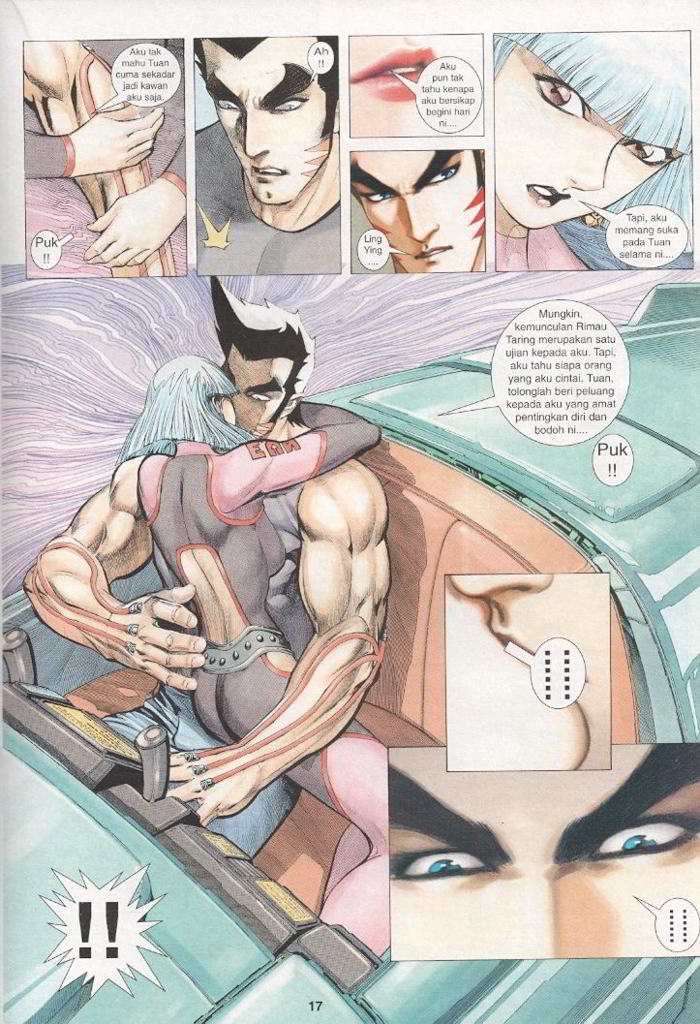 Aku tak
mahu Tuan
cuma sekadar
jadi kawan
aku saja.
Puk
!!
Ah
!!
Aku
pun tak
tahu kenapa
aku bersikap
begini hari
ni....
Ling
Ying
....
Tapi, aku
memang suka
pada Tuan
selama ni....
Mungkin,
kemunculan Rimau
Taring merupakan satu
ujian kepada aku. Tapi,
aku tahu siapa orang
yang aku cintai. Tuan,
tolonglah beri peluang
kepada aku yang amat
pentingkan diri dan
bodoh ni....
Puk
!!
!!
17